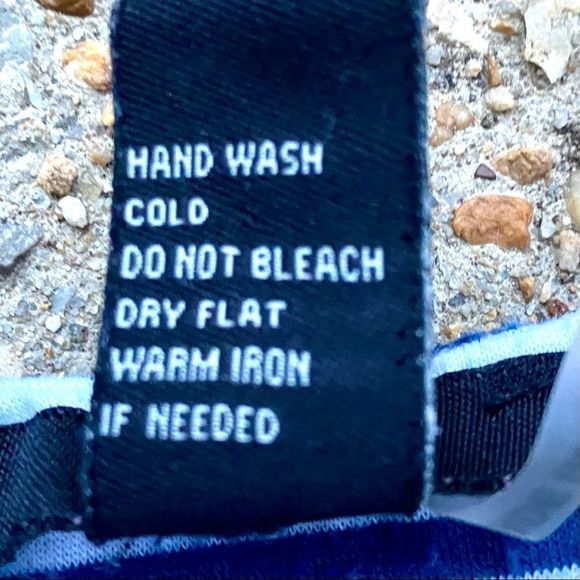 HAND WASH
COLD
DO NOT BLEACH
DRY FLAT
WARM IRON
IF NEEDED